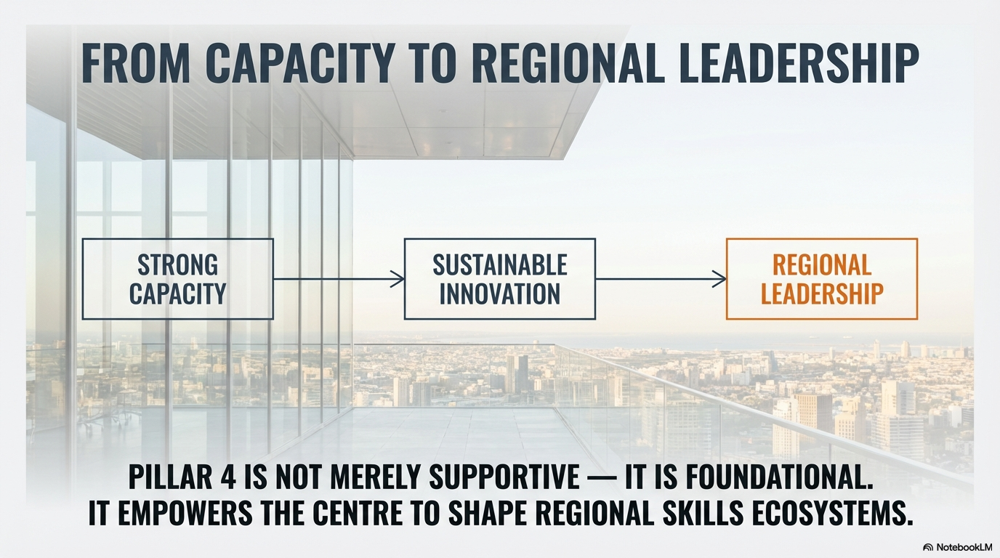 FROM CAPACITY TO REGIONAL LEADERSHIP
STRONG
CAPACITY
SUSTAINABLE
INNOVATION
REGIONAL
LEADERSHIP
PILLAR 4 IS NOT MERELY SUPPORTIVE — IT IS FOUNDATIONAL.
IT EMPOWERS THE CENTRE TO SHAPE REGIONAL SKILLS ECOSYSTEMS.
NotebookLM